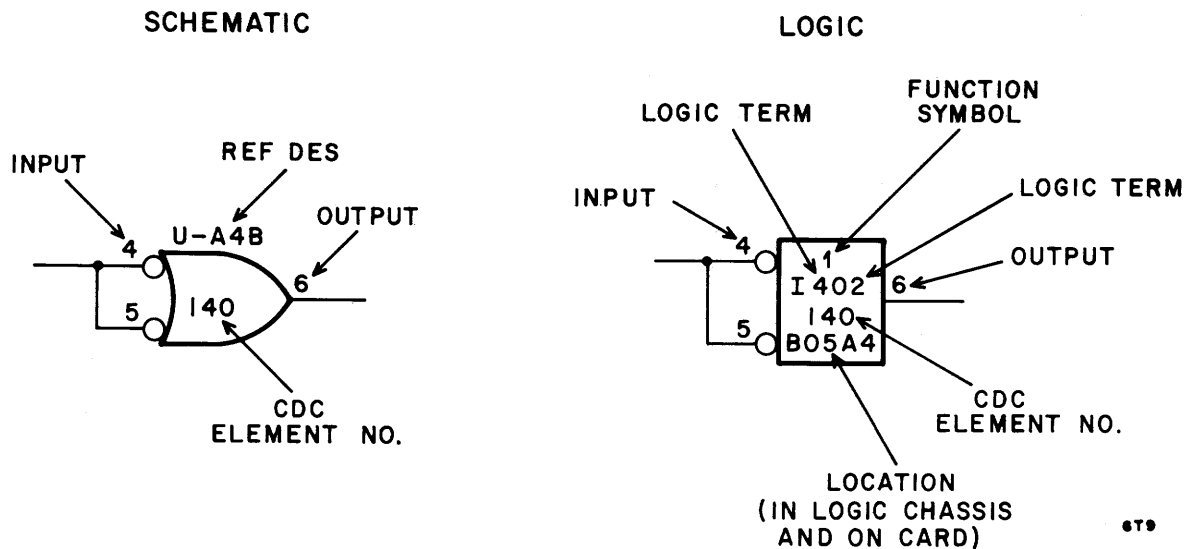 SCHEMATIC
INPUT
REF DES
OUTPUT
4
U-A4B
6
5
140
CDC
ELEMENT NO.
LOGIC
FUNCTION
SYMBOL
LOGIC TERM
LOGIC TERM
INPUT
OUTPUT
4
1
I402
6
140
5
B05A4
CDC
ELEMENT NO.
LOCATION
(IN LOGIC CHASSIS
AND ON CARD)
6T9